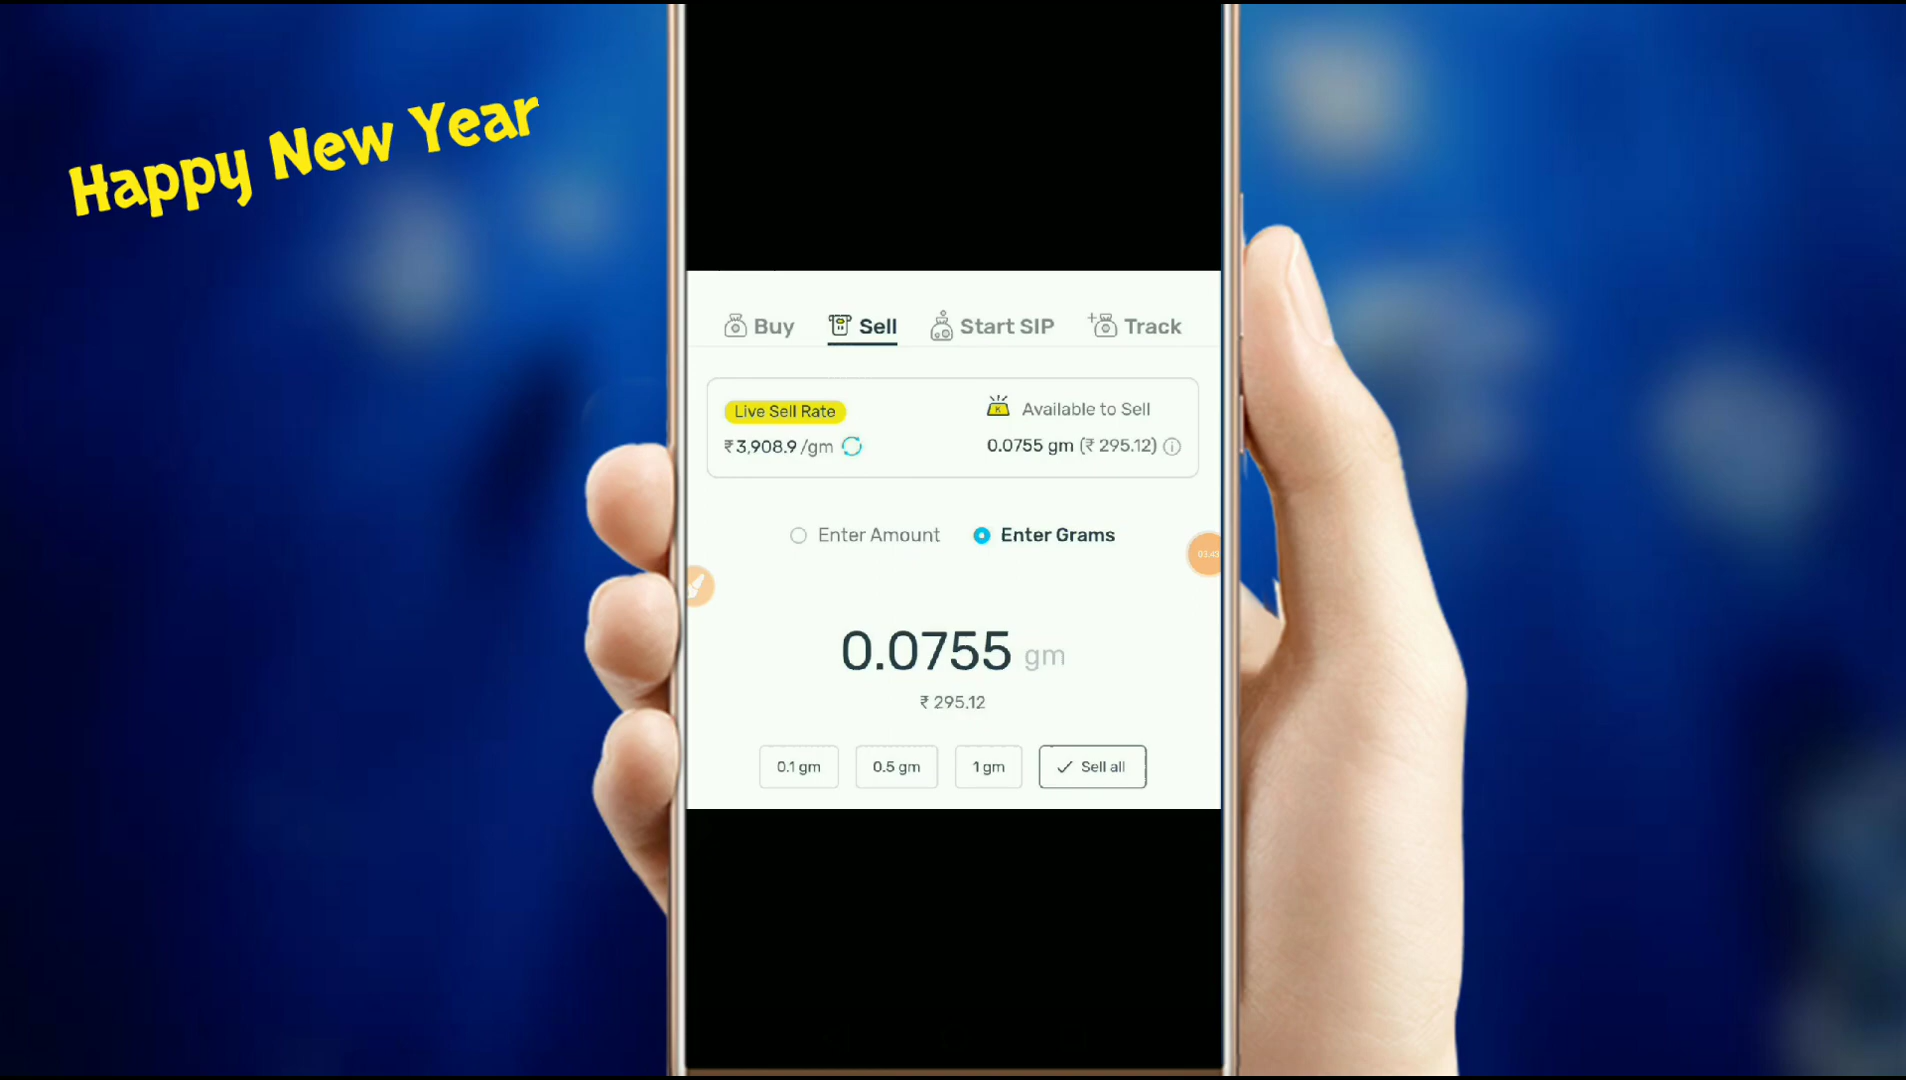 Happy New Year
Buy Sell Start SIP Track
Live Sell Rate
Available to Sell
₹3,908.9 /gm
0.0755 gm (₹ 295.12)
Enter Amount Enter Grams
03:43
0.0755 gm
₹ 295.12
0.1 gm 0.5 gm 1 gm Sell all